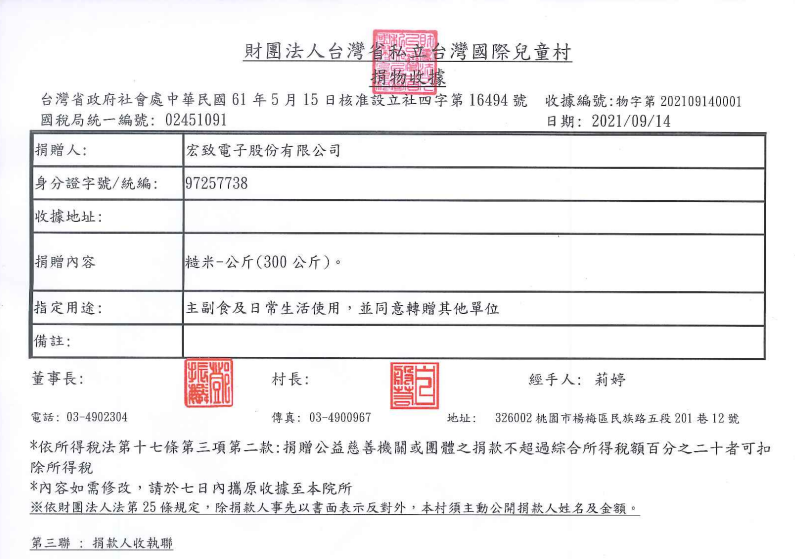 財團法人台灣省私立台灣國際兒童村
捐物收據
台灣省政府社會處中華民國 61 年 5 月 15 日核准設立社四字第 16494 號 收據編號:物字第 202109140001
國稅局統一編號: 02451091 日期: 2021/09/14
捐贈人: 宏致電子股份有限公司
身分證字號/統編: 97257738
收據地址:
捐贈內容 糙米-公斤(300 公斤)。
指定用途: 主副食及日常生活使用,並同意轉贈其他單位
備註:
董事長: 村長: 經手人: 莉婷
電話: 03-4902304 傳真: 03-4900967 地址: 326002 桃園市楊梅區民族路五段 201 巷 12 號
*依所得稅法第十七條第三項第二款:捐贈公益慈善機關或團體之捐款不超過綜合所得稅額百分之二十者可扣
除所得稅
*內容如需修改,請於七日內攜原收據至本院所
※依財團法人法第 25 條規定,除捐款人事先以書面表示反對外,本村須主動公開捐款人姓名及金額。
第三聯 : 捐款人收執聯